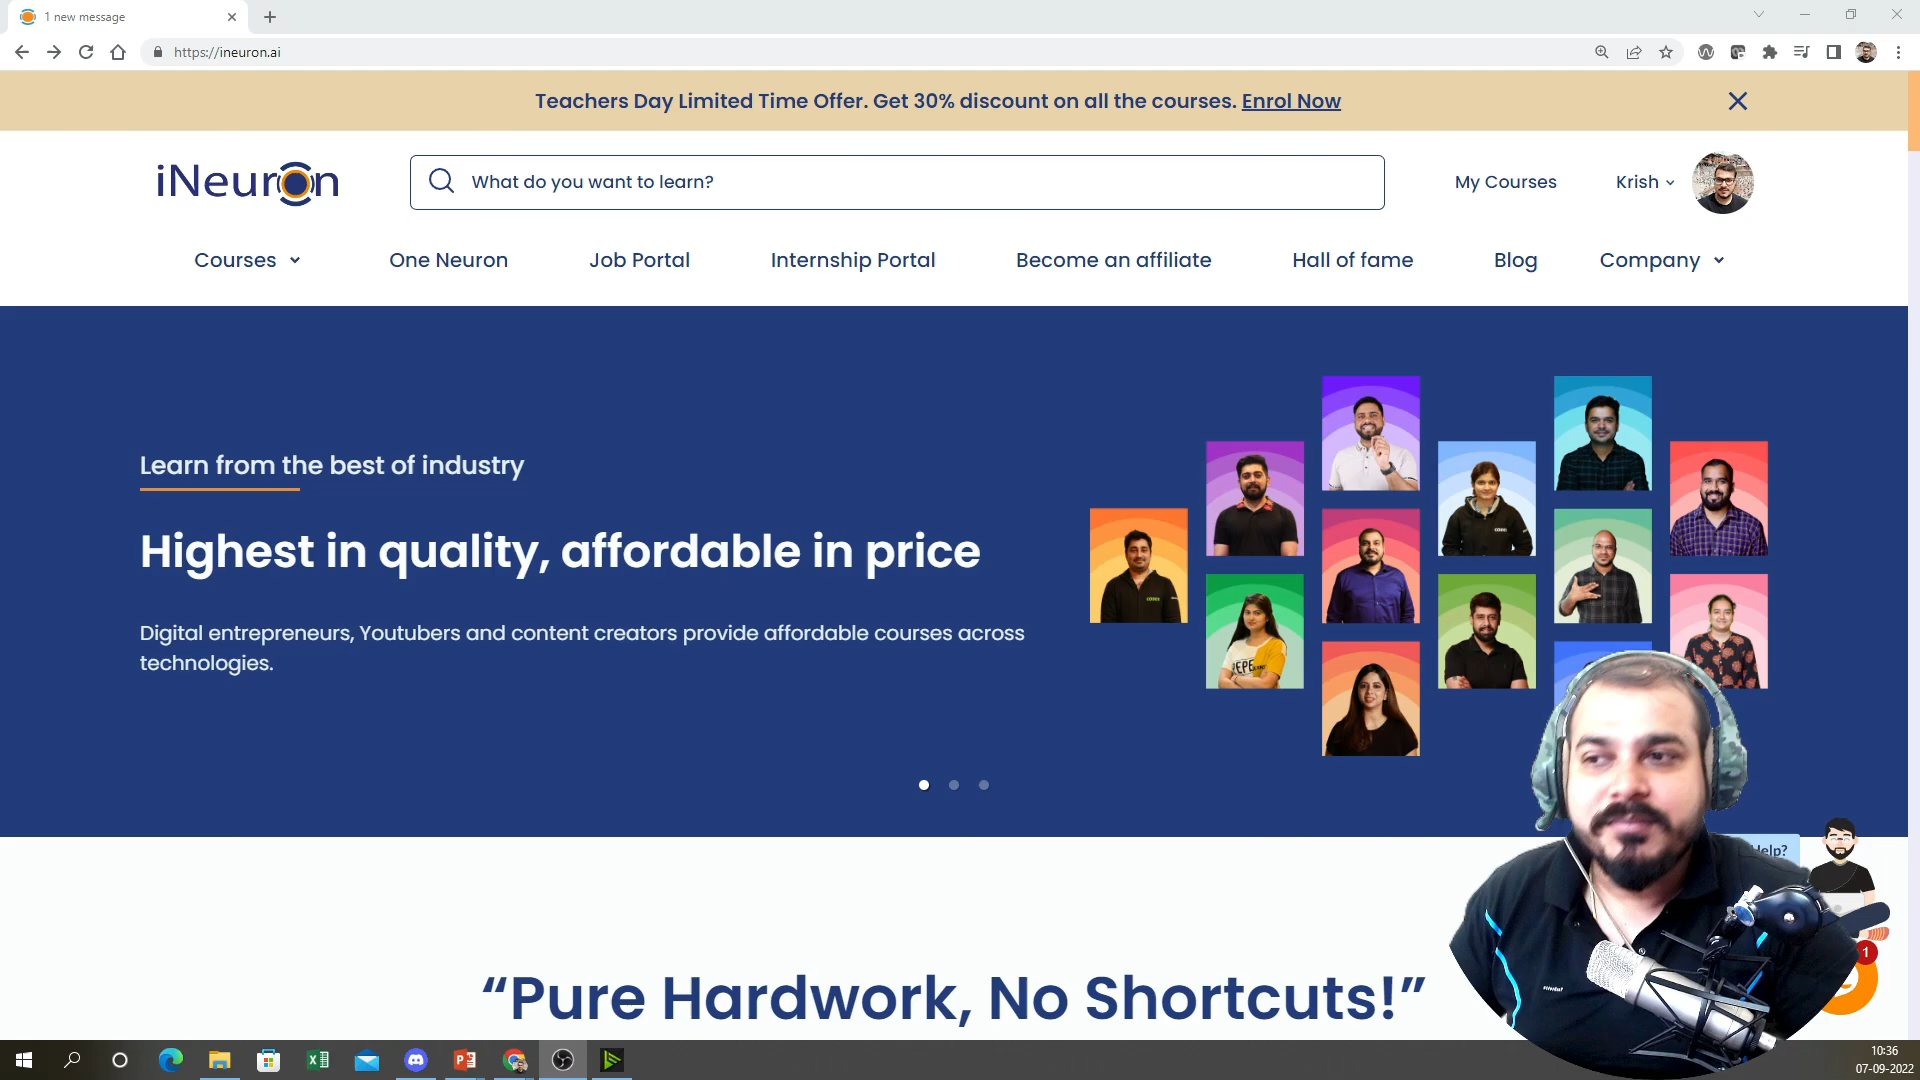 1 new message
https://ineuron.ai
Teachers Day Limited Time Offer. Get 30% discount on all the courses. Enrol Now
iNeuron
What do you want to learn?
My Courses
Krish
Courses
One Neuron
Job Portal
Internship Portal
Become an affiliate
Hall of fame
Blog
Company
Learn from the best of industry
Highest in quality, affordable in price
Digital entrepreneurs, Youtubers and content creators provide affordable courses across
technologies.
Help?
1
“Pure Hardwork, No Shortcuts!”
10:36
07-09-2022